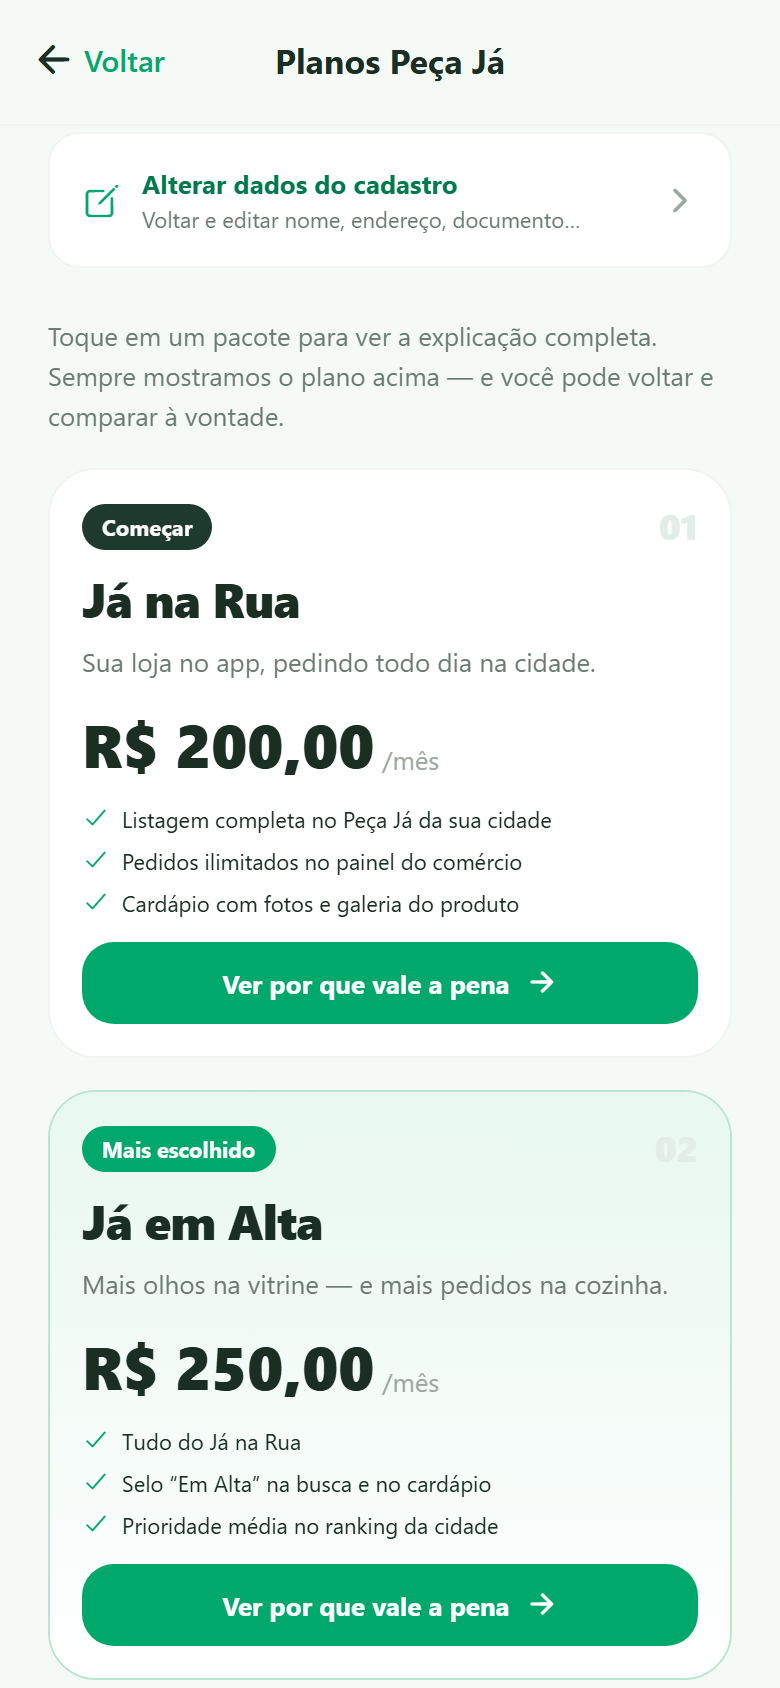 Voltar
Planos Peça Já
Alterar dados do cadastro
Voltar e editar nome, endereço, documento...
Toque em um pacote para ver a explicação completa.
Sempre mostramos o plano acima — e você pode voltar e
comparar à vontade.
Começar
01
Já na Rua
Sua loja no app, pedindo todo dia na cidade.
R$ 200,00 /mês
Listagem completa no Peça Já da sua cidade
Pedidos ilimitados no painel do comércio
Cardápio com fotos e galeria do produto
Ver por que vale a pena
Mais escolhido
02
Já em Alta
Mais olhos na vitrine — e mais pedidos na cozinha.
R$ 250,00 /mês
Tudo do Já na Rua
Selo “Em Alta” na busca e no cardápio
Prioridade média no ranking da cidade
Ver por que vale a pena